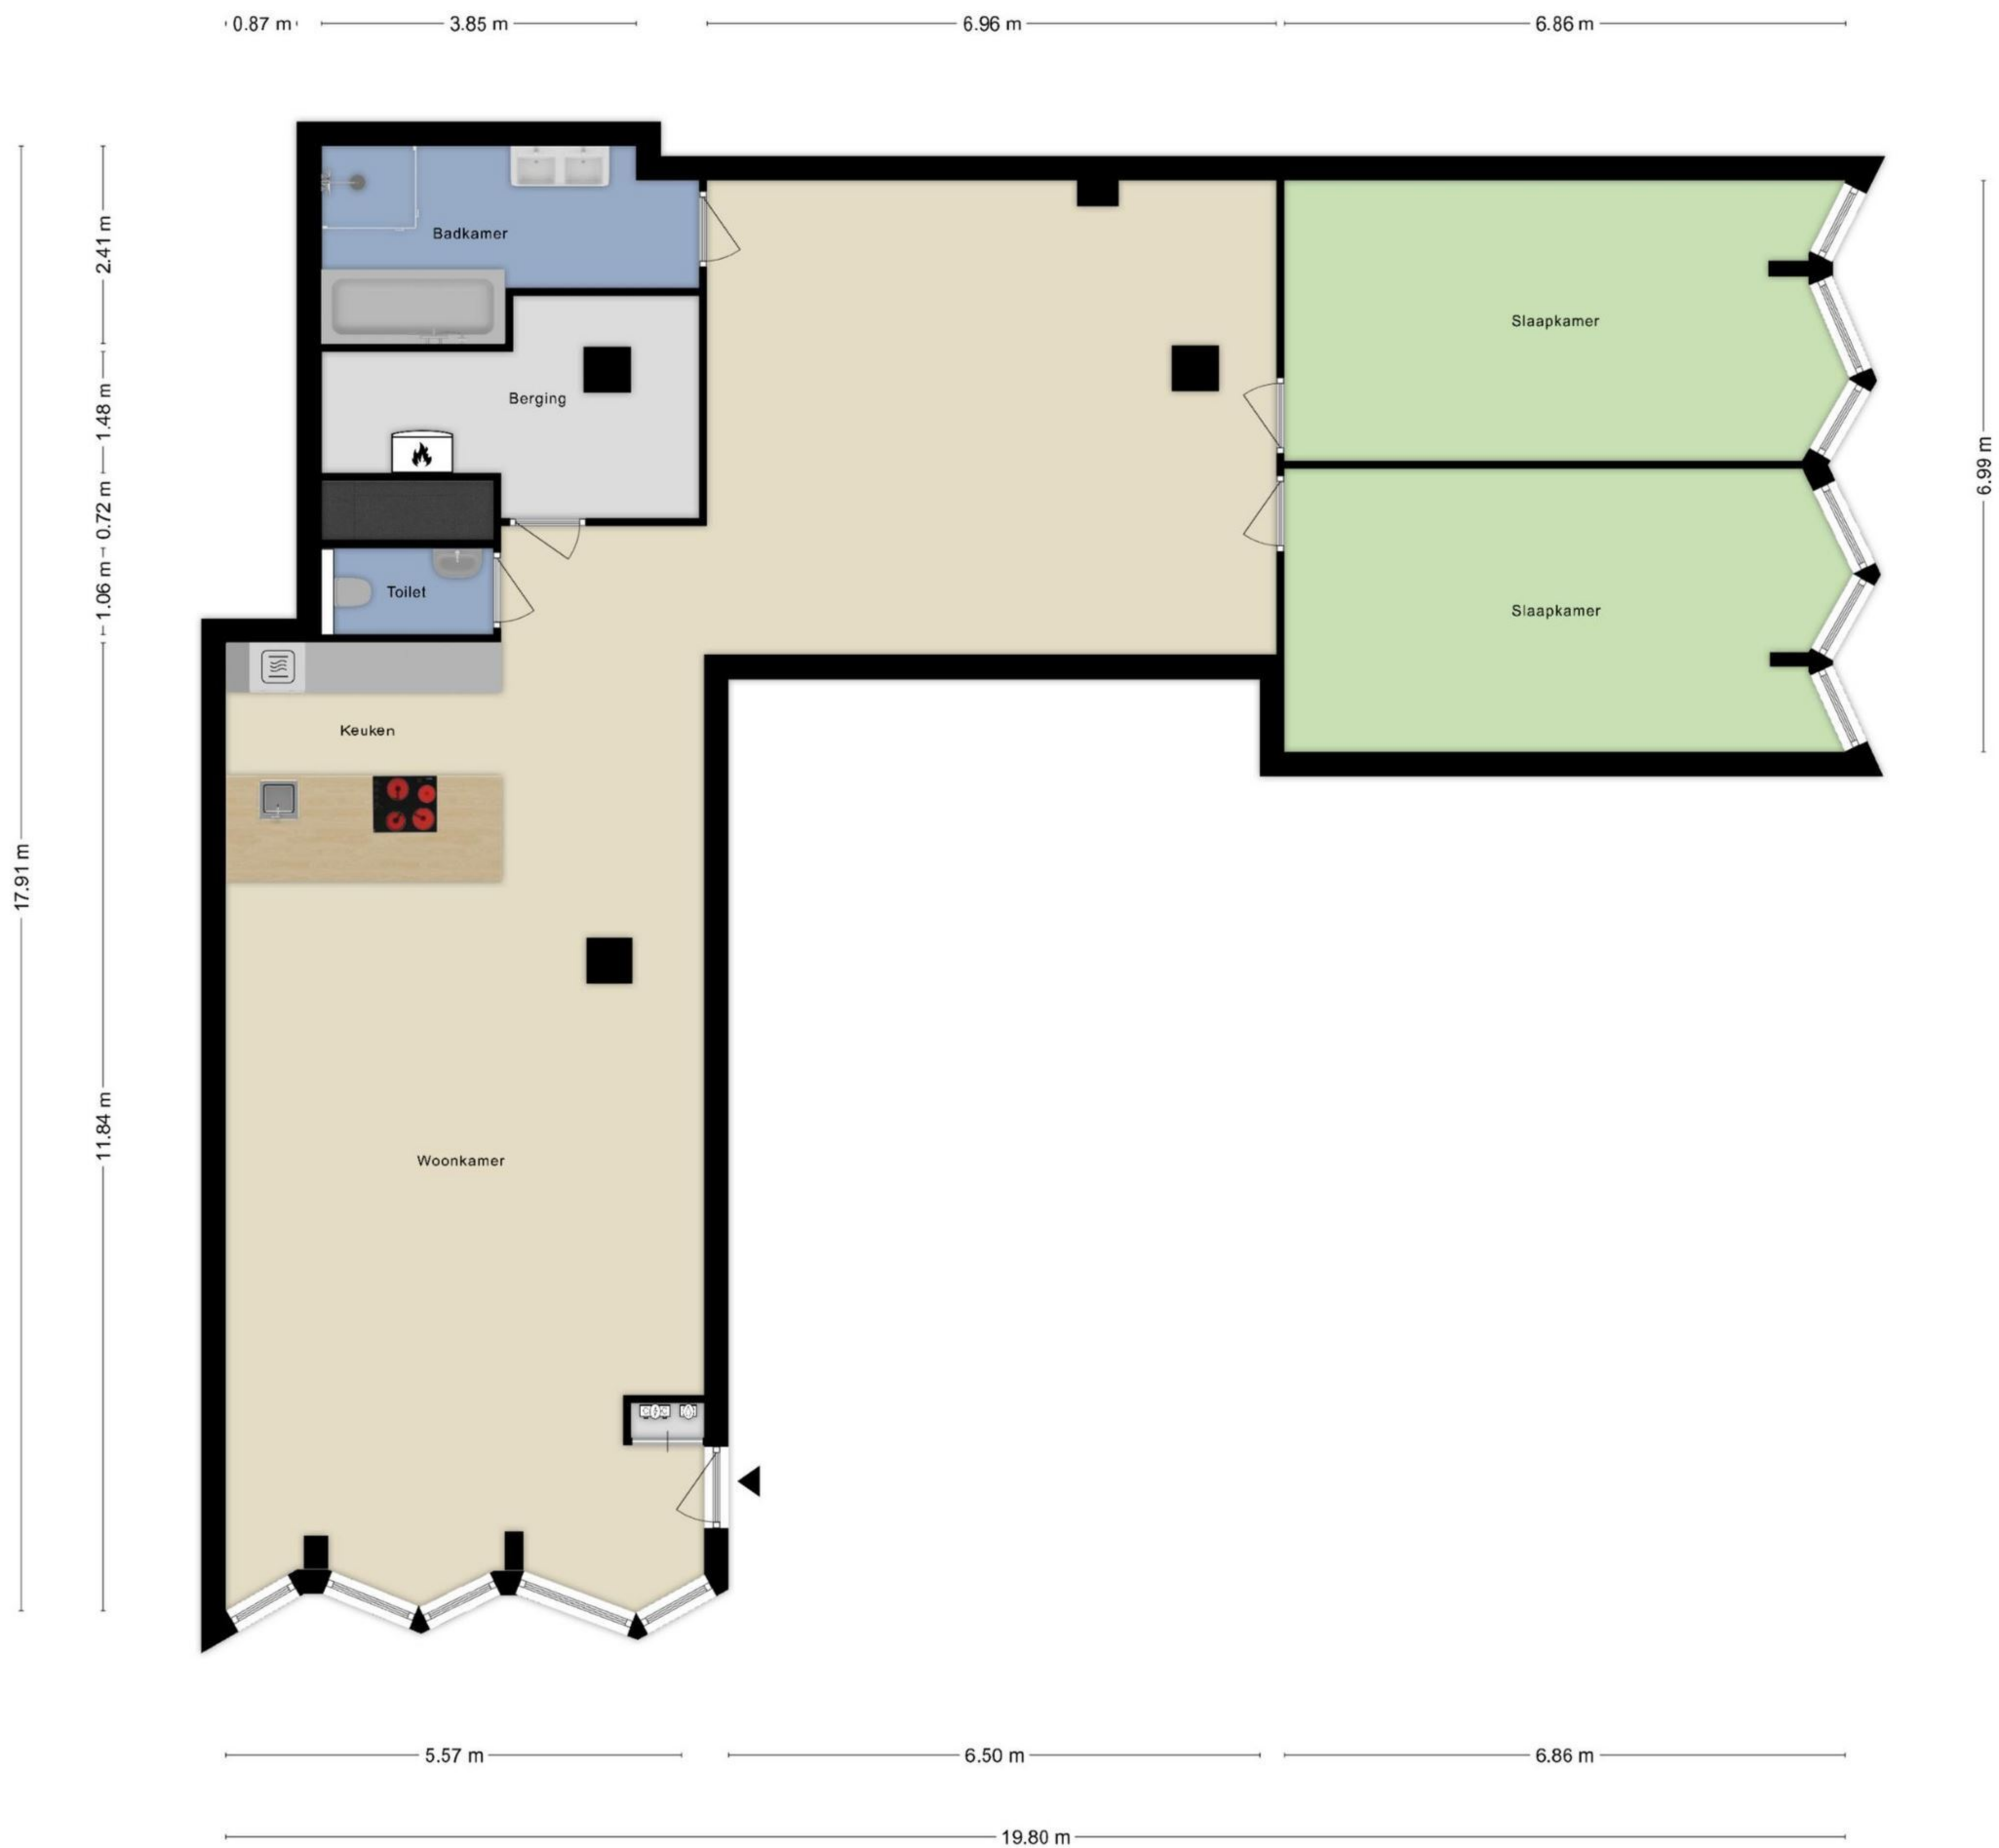 0.87 m
3.85 m
6.96 m
6.86 m
17.91 m
2.41 m
1.48 m
0.72 m
1.06 m
11.84 m
6.99 m
Badkamer
Berging
Toilet
Keuken
Woonkamer
Slaapkamer
Slaapkamer
5.57 m
6.50 m
6.86 m
19.80 m